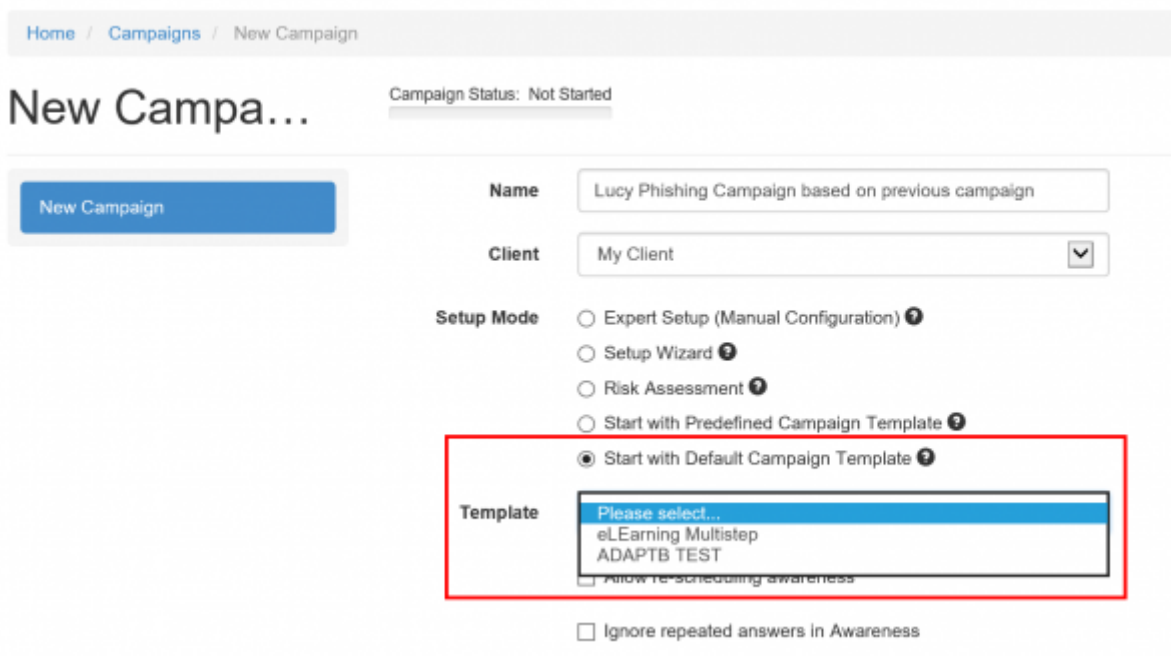 Home / Campaigns / New Campaign
New Campa...
Campaign Status: Not Started
New Campaign
Name Lucy Phishing Campaign based on previous campaign
Client My Client
Setup Mode Expert Setup (Manual Configuration) ?
Setup Wizard ?
Risk Assessment ?
Start with Predefined Campaign Template ?
Start with Default Campaign Template ?
Template Please select...
eLEarning Multistep
ADAPTB TEST
Allow re-scheduling awareness
Ignore repeated answers in Awareness